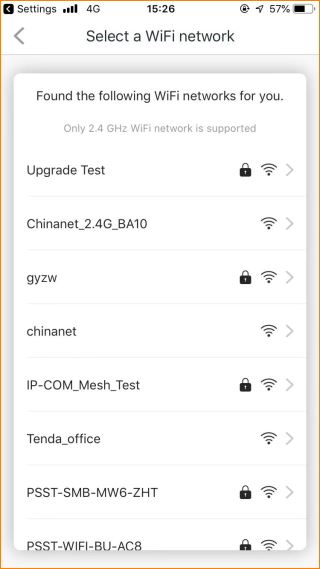 Settings 4G 15:26 57%
Select a WiFi network
Found the following WiFi networks for you.
Only 2.4 GHz WiFi network is supported
Upgrade Test
Chinanet_2.4G_BA10
gyzw
chinanet
IP-COM_Mesh_Test
Tenda_office
PSST-SMB-MW6-ZHT
PSST-WIFI-BU-AC8